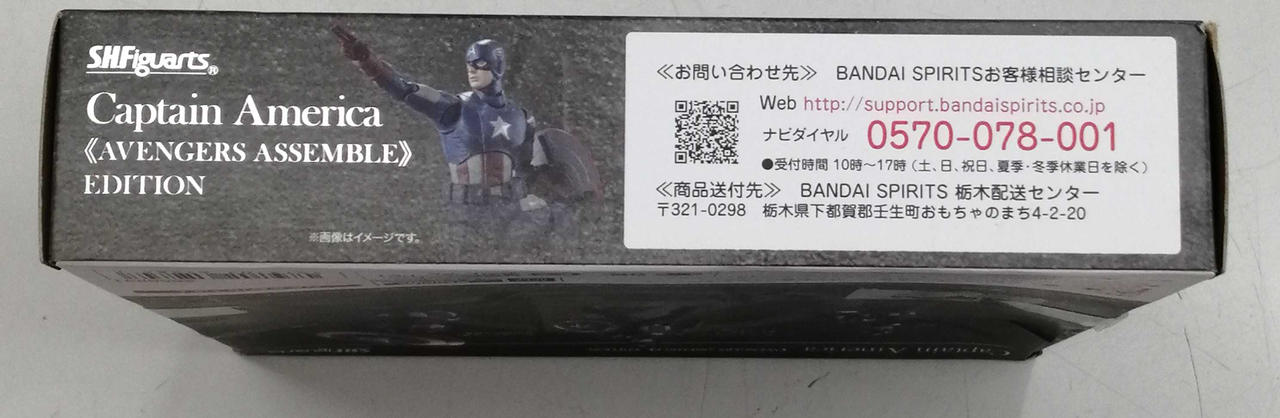 SHFiguarts®
Captain America
《AVENGERS ASSEMBLE》
EDITION
※画像はイメージです。
≪お問い合わせ先≫ BANDAI SPIRITSお客様相談センター
Web http://support.bandaispirits.co.jp
ナビダイヤル 0570-078-001
●受付時間 10時～17時（土、日、祝日、夏季・冬季休業日を除く）
≪商品送付先≫ BANDAI SPIRITS 栃木配送センター
〒321-0298 栃木県下都賀郡壬生町おもちゃのまち4-2-20
Captain America
SHFiguarts